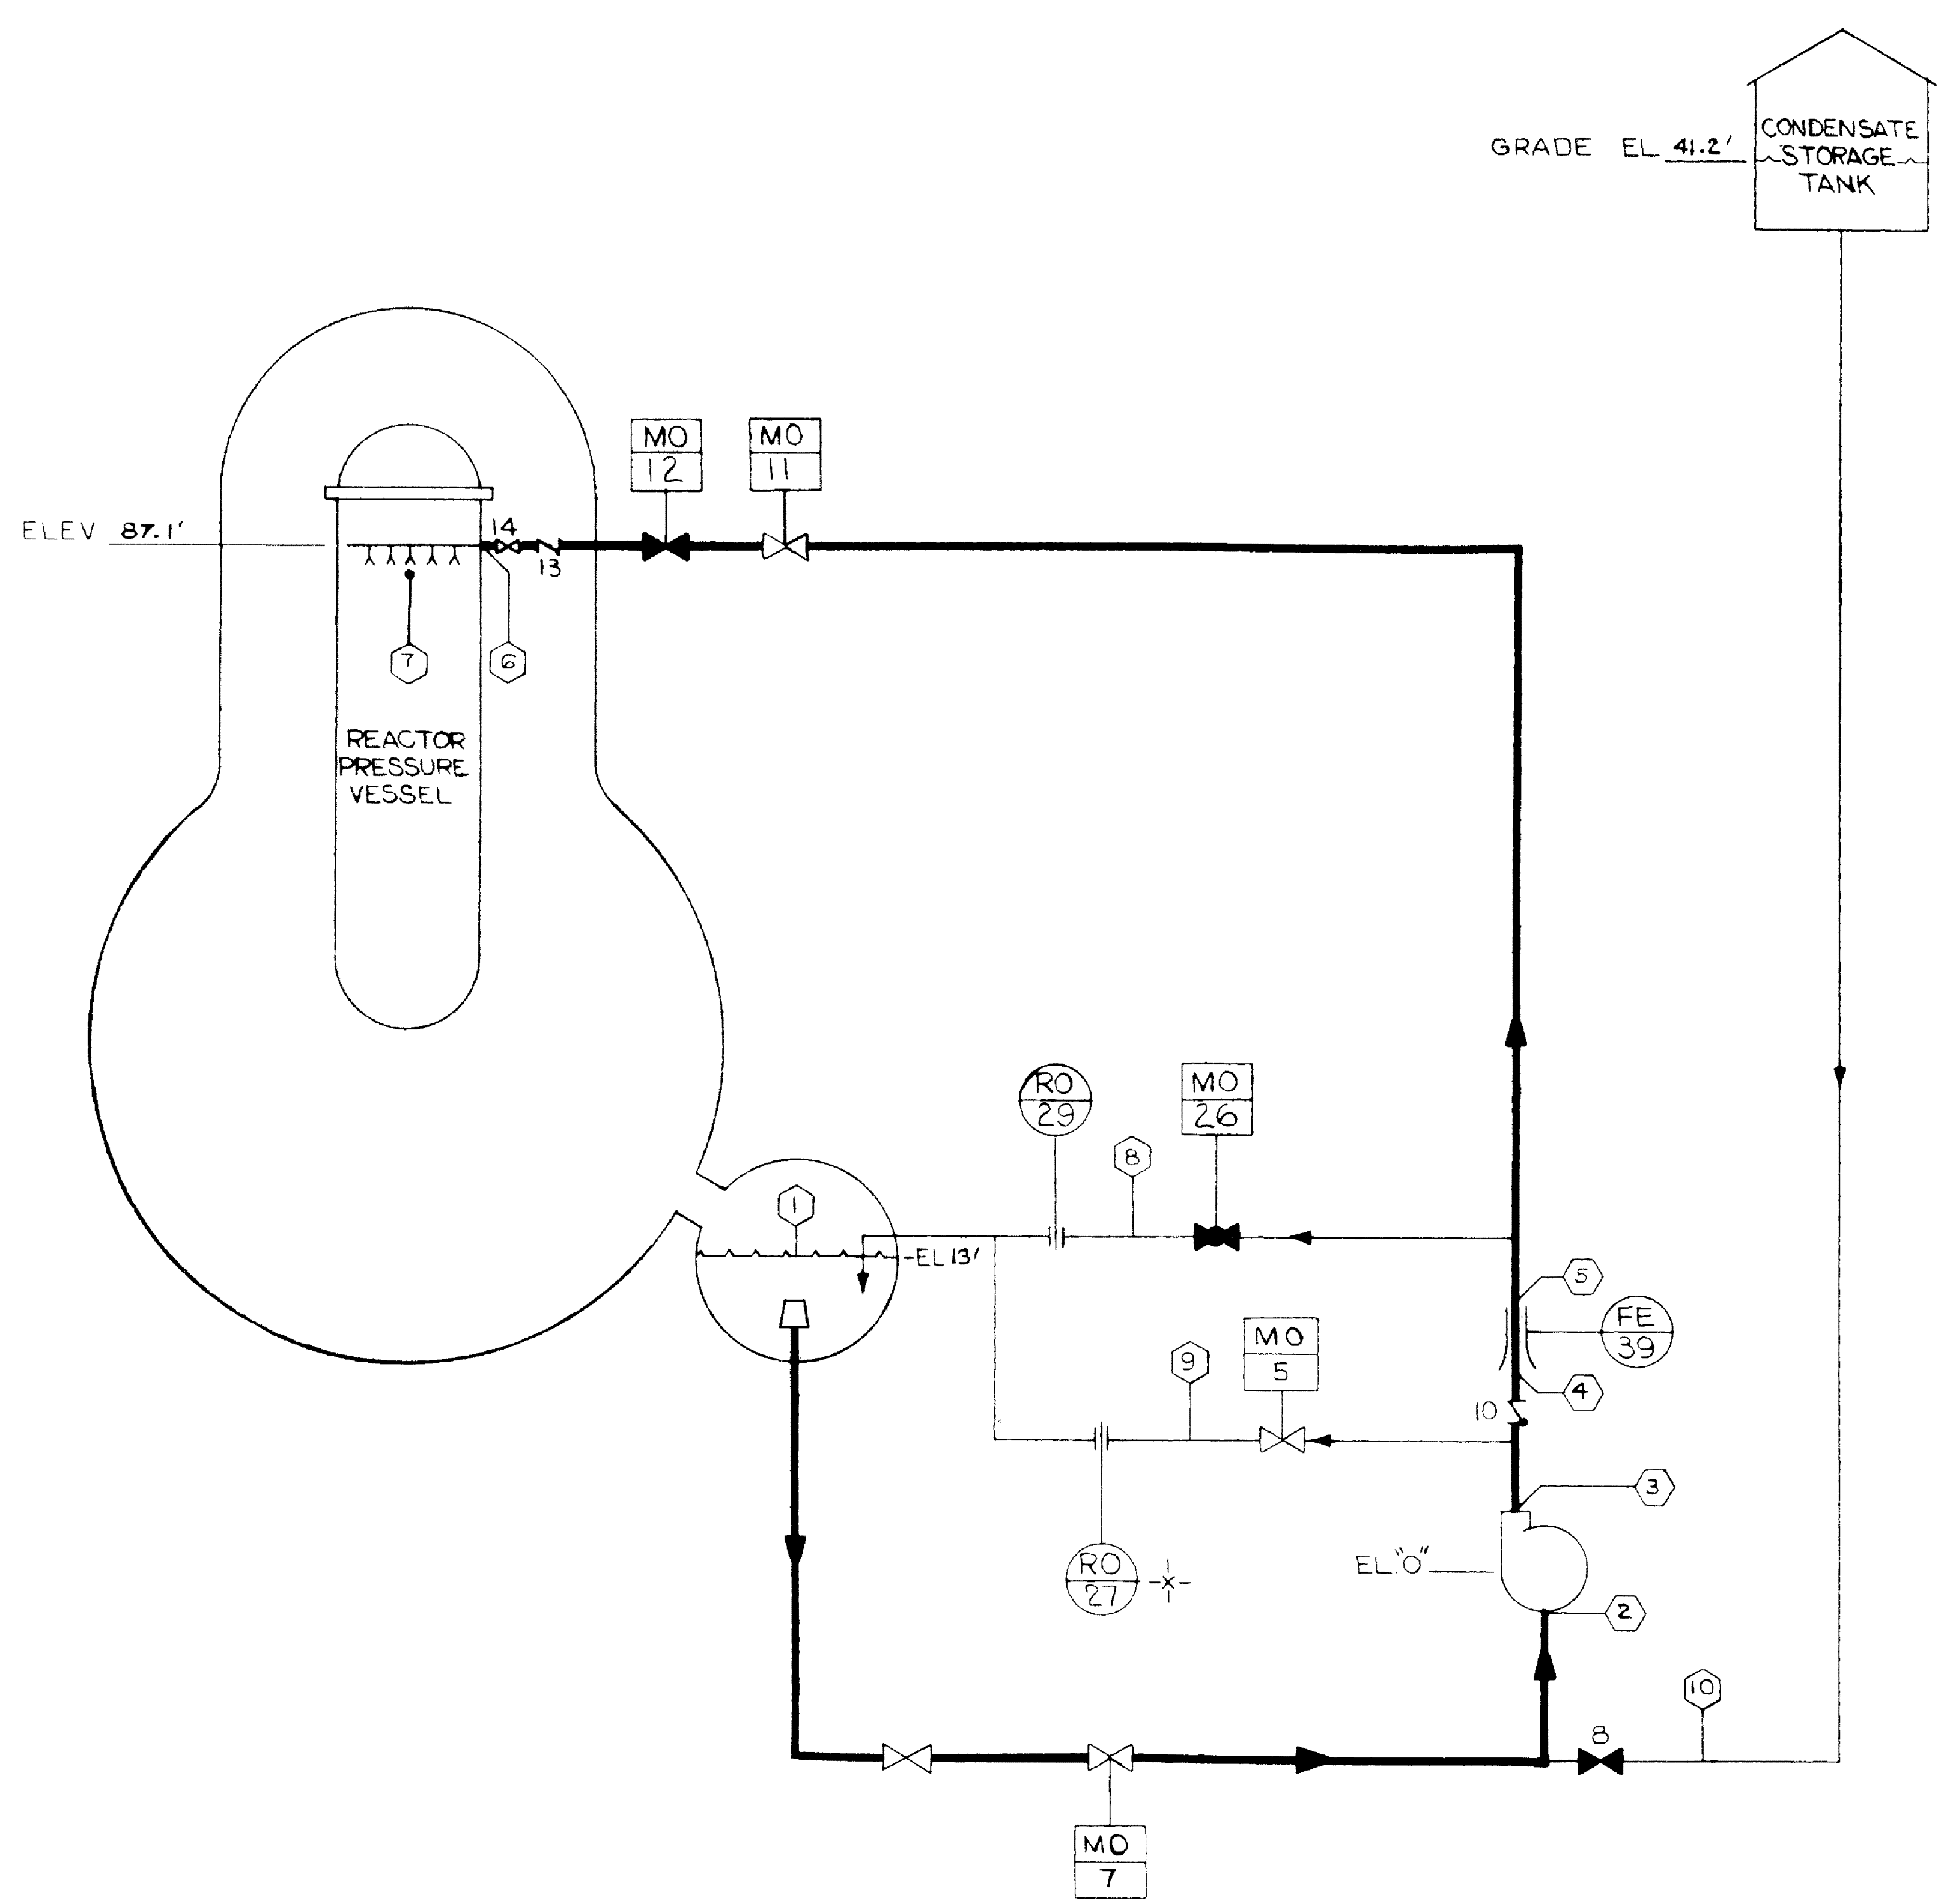 CONDENSATE
STORAGE
TANK
GRADE EL 41.2'
MO
12
MO
11
ELEV 87.1'
14
13
7
6
REACTOR
PRESSURE
VESSEL
RO
29
MO
26
8
1
EL 13'
5
FE
39
MO
5
9
4
10
3
EL "O"
RO
27
2
10
8
MO
7